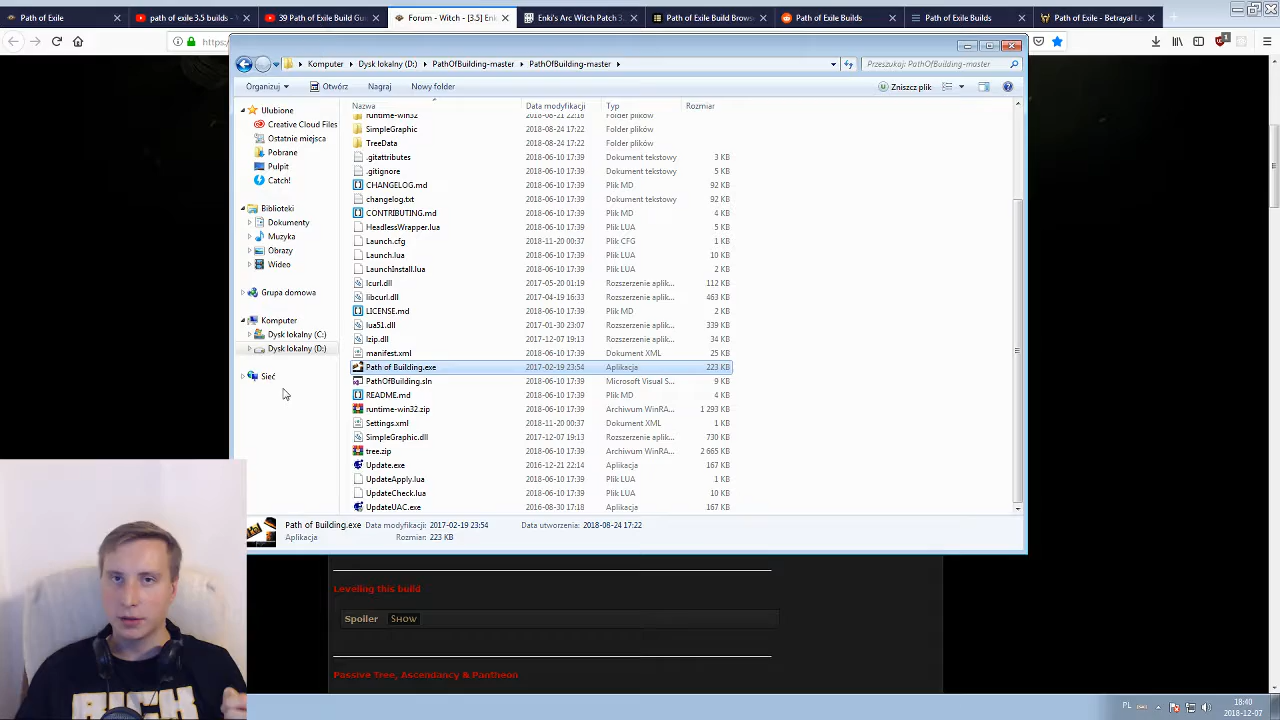 Path of Exile
path of exile 3.5 builds -
39 Path of Exile Build Gu
Forum - Witch - [3.5] Enk
Enki's Arc Witch Patch 3.
Path of Exile Build Brows
Path of Exile Builds
Path of Exile Builds
Path of Exile - Betrayal Le
https:
Komputer
Dysk lokalny (D:)
PathOfBuilding-master
PathOfBuilding-master
Przeszukaj: PathOfBuilding-master
Organizuj
Otwórz
Nagraj
Nowy folder
Zniszcz plik
Ulubione
Creative Cloud Files
Ostatnie miejsca
Pobrane
Pulpit
Catch!
Biblioteki
Dokumenty
Muzyka
Obrazy
Wideo
Grupa domowa
Komputer
Dysk lokalny (C:)
Dysk lokalny (D:)
Sieć
Nazwa Data modyfikacji Typ Rozmiar
runtime-win32 2018-08-21 22:18 Folder plików
SimpleGraphic 2018-08-24 17:22 Folder plików
TreeData 2018-08-24 17:22 Folder plików
.gitattributes 2018-06-10 17:39 Dokument tekstowy 3 KB
.gitignore 2018-06-10 17:39 Dokument tekstowy 5 KB
CHANGELOG.md 2018-06-10 17:39 Plik MD 92 KB
changelog.txt 2018-06-10 17:39 Dokument tekstowy 92 KB
CONTRIBUTING.md 2018-06-10 17:39 Plik MD 4 KB
HeadlessWrapper.lua 2018-06-10 17:39 Plik LUA 5 KB
Launch.cfg 2018-11-20 00:37 Plik CFG 1 KB
Launch.lua 2018-06-10 17:39 Plik LUA 10 KB
LaunchInstall.lua 2018-06-10 17:39 Plik LUA 2 KB
lcurl.dll 2017-05-20 01:19 Rozszerzenie aplik... 112 KB
libcurl.dll 2017-04-19 16:33 Rozszerzenie aplik... 463 KB
LICENSE.md 2018-06-10 17:39 Plik MD 2 KB
lua51.dll 2017-01-30 23:07 Rozszerzenie aplik... 339 KB
lzip.dll 2017-12-07 19:13 Rozszerzenie aplik... 38 KB
manifest.xml 2018-06-10 17:39 Dokument XML 25 KB
Path of Building.exe 2017-02-19 23:54 Aplikacja 223 KB
PathOfBuilding.sln 2018-06-10 17:39 Microsoft Visual S... 9 KB
README.md 2018-06-10 17:39 Plik MD 4 KB
runtime-win32.zip 2018-06-10 17:39 Archiwum WinRA... 1 293 KB
Settings.xml 2018-11-20 00:37 Dokument XML 1 KB
SimpleGraphic.dll 2017-12-07 19:13 Rozszerzenie aplik... 730 KB
tree.zip 2018-06-10 17:39 Archiwum WinRA... 2 665 KB
Update.exe 2016-12-21 22:14 Aplikacja 167 KB
UpdateApply.lua 2018-06-10 17:39 Plik LUA 1 KB
UpdateCheck.lua 2018-06-10 17:39 Plik LUA 10 KB
UpdateUAC.exe 2016-08-30 17:18 Aplikacja 167 KB
Path of Building.exe Data modyfikacji: 2017-02-19 23:54 Data utworzenia: 2018-08-24 17:22
Aplikacja Rozmiar: 223 KB
Leveling this build
Spoiler SHOW
Passive Tree, Ascendancy & Pantheon
RICK
PL
18:40
2018-12-07